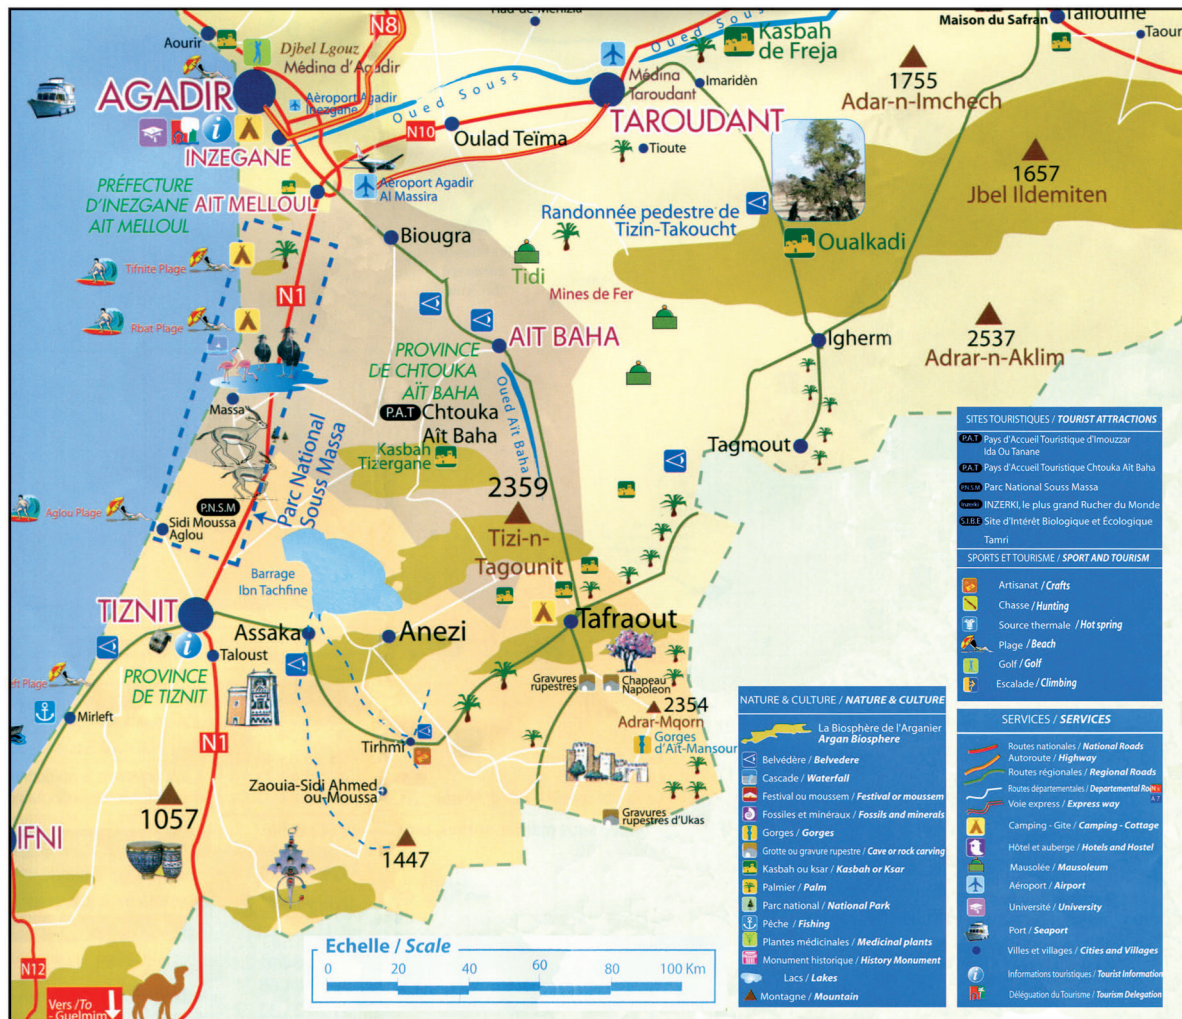 Had de Menizla
Maison du Safran
Taliouine
Taour
N8
Oued Souss
Kasbah
de Freja
Aourir
Djbel Lgouz
Médina d'Agadir
1755
Adar-n-Imchech
AGADIR
Aèroport Agadir
Inezgane
Oued Souss
Médina
Taroudant
Imaridèn
TAROUDANT
N10
Oulad Teïma
INZEGANE
Tioute
1657
Jbel Ildemiten
PRÉFECTURE
D'INEZGANE
AIT MELLOUL
AIT MELLOUL
Aéroport Agadir
Al Massira
Randonnée pedestre de
Tizin-Takoucht
Oualkadi
Biougra
Tidi
Mines de Fer
Tifnite Plage
N1
Rbat Plage
AIT BAHA
Igherm
2537
Adrar-n-Aklim
PROVINCE
DE CHTOUKA
AÏT BAHA
Oued Aït Baha
Massa
P.A.T
Chtouka
Aît Baha
Kasbah
Tizergane
Tagmout
Parc National
Souss Massa
2359
Tizi-n-
Tagounit
P.N.S.M
Aglou Plage
Sidi Moussa
Aglou
Barrage
Ibn Tachfine
TIZNIT
Assaka
Anezi
Tafraout
Taloust
PROVINCE
DE TIZNIT
ft Plage
Mirleft
Gravures
rupestres
Chapeau
Napoleon
2354
Adrar-Mqorn
Gorges
d'Aït-Mansour
N1
Tirhmi
Zaouia-Sidi Ahmed
ou-Moussa
1057
Gravures
rupestres d'Ukas
IFNI
1447
N12
Vers /To
- Guelmim
Echelle / Scale
0 20 40 60 80 100 Km
SITES TOURISTIQUES / TOURIST ATTRACTIONS
P.A.T Pays d'Accueil Touristique d'Imouzzar
Ida Ou Tanane
P.A.T Pays d'Accueil Touristique Chtouka Aït Baha
P.N.S.M Parc National Souss Massa
Inzerki INZERKI, le plus grand Rucher du Monde
S.I.B.E Site d'Intérêt Biologique et Écologique
Tamri
SPORTS ET TOURISME / SPORT AND TOURISM
Artisanat / Crafts
Chasse / Hunting
Source thermale / Hot spring
Plage / Beach
Golf / Golf
Escalade / Climbing
NATURE & CULTURE / NATURE & CULTURE
La Biosphère de l'Arganier
Argan Biosphere
Belvédère / Belvedere
Cascade / Waterfall
Festival ou moussem / Festival or moussem
Fossiles et minéraux / Fossils and minerals
Gorges / Gorges
Grotte ou gravure rupestre / Cave or rock carving
Kasbah ou ksar / Kasbah or Ksar
Palmier / Palm
Parc national / National Park
Pêche / Fishing
Plantes médicinales / Medicinal plants
Monument historique / History Monument
Lacs / Lakes
Montagne / Mountain
SERVICES / SERVICES
Routes nationales / National Roads
Autoroute / Highway
Routes régionales / Regional Roads
Routes départementales / Departemental Ro
Voie express / Express way
Camping - Gite / Camping - Cottage
Hôtel et auberge / Hotels and Hostel
Mausolée / Mausoleum
Aéroport / Airport
Université / University
Port / Seaport
Villes et villages / Cities and Villages
Informations touristiques / Tourist Information
Déléguation du Tourisme / Tourism Delegation